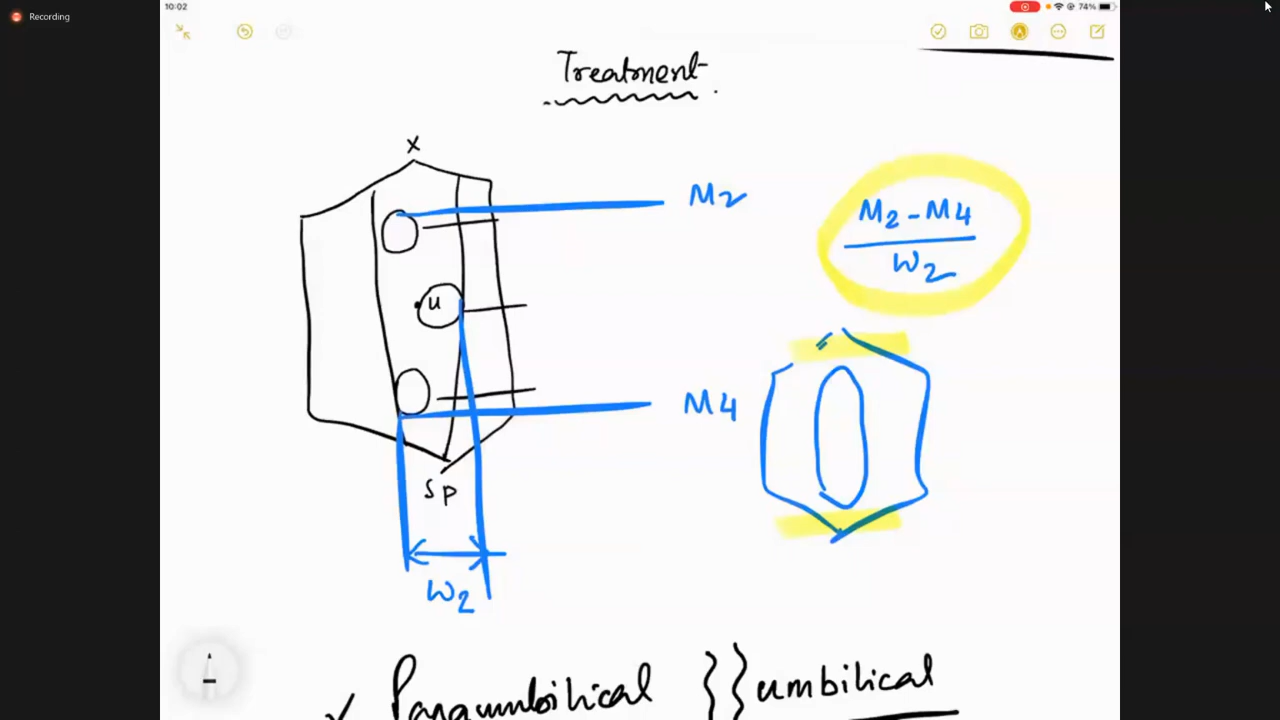 10:02
74%
Recording
Treatment
x
M2
M2-M4
W2
u
M4
SP
W2
x Paraumbilical }} umbilical